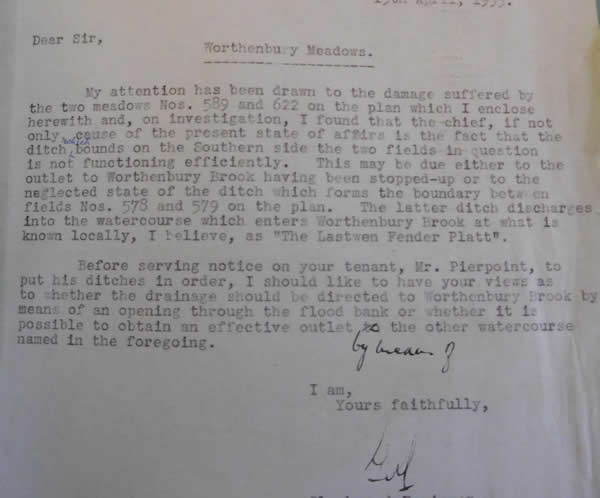 April, 1935.
Dear Sir,
Worthenbury Meadows.
My attention has been drawn to the damage suffered by
the two meadows Nos. 589 and 622 on the plan which I enclose
herewith and, on investigation, I found that the chief, if not
only cause of the present state of affirs is the fact that the
which
ditch bounds on the Southern side the two fields in question
is not functioning efficiently. This may be due either to the
outlet to Worthenbury Brook having been stopped-up or to the
neglected state of the ditch which forms the boundary between
fields Nos. 578 and 579 on the plan. The latter ditch discharges
into the watercourse which enters Worthenbury Brook at what is
known locally, I believe, as "The Lastwen Fender Platt".
Before serving notice on your tenant, Mr. Pierpoint, to
put his ditches in order, I should like to have your views as
to whether the drainage should be directed to Worthenbury Brook by
means of an opening through the flood bank or whether it is
possible to obtain an effective outlet the other watercourse
by means of
named in the foregoing.
I am,
Yours faithfully,